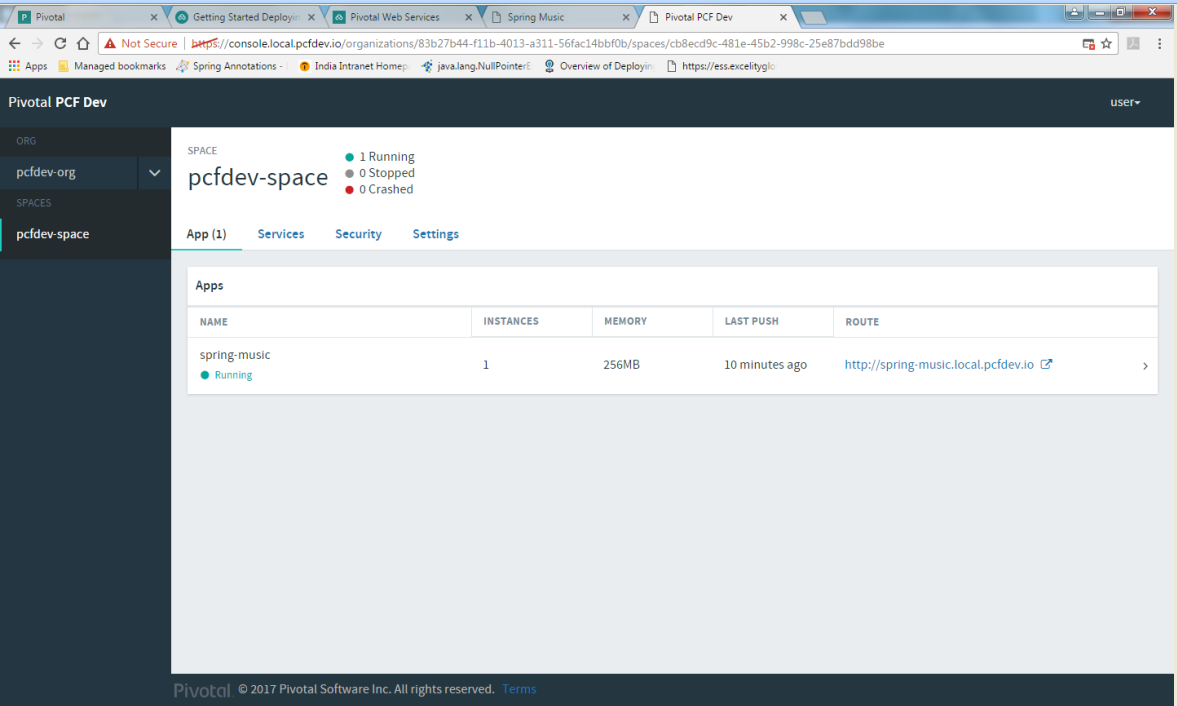 Pivotal
Getting Started Deployin
Pivotal Web Services
Spring Music
Pivotal PCF Dev
Not Secure | https://console.local.pcfdev.io/organizations/83b27b44-f11b-4013-a311-56fac14bbf0b/spaces/cb8ecd9c-481e-45b2-998c-25e87bdd98be
Apps Managed bookmarks Spring Annotations - India Intranet Homep java.lang.NullPointerE Overview of Deployin https://ess.excelityglo
Pivotal PCF Dev
user
ORG
pcfdev-org
SPACES
pcfdev-space
SPACE
pcfdev-space
1 Running
0 Stopped
0 Crashed
App (1) Services Security Settings
Apps
NAME INSTANCES MEMORY LAST PUSH ROUTE
spring-music
Running
1 256MB 10 minutes ago http://spring-music.local.pcfdev.io
Pivotal © 2017 Pivotal Software Inc. All rights reserved. Terms